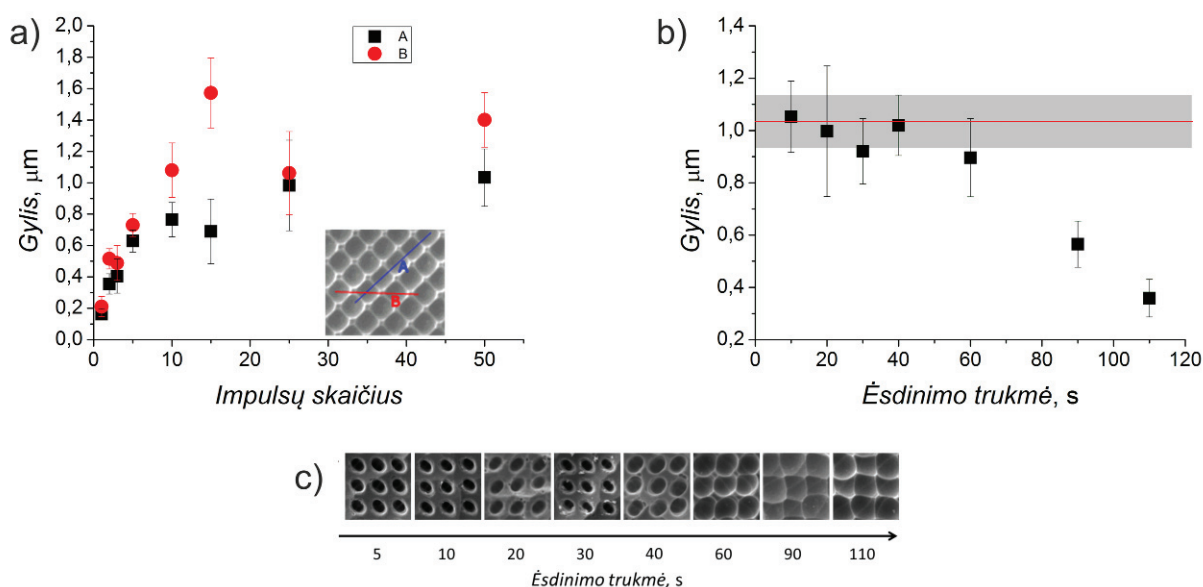 a)
2,0
1,8
1,6
1,4
1,2
1,0
0,8
0,6
0,4
0,2
0,0
Gylis, μm
A
B
A
B
0 10 20 30 40 50
Impulsų skaičius
b)
1,4
1,2
1,0
0,8
0,6
0,4
0,2
Gylis, μm
0 20 40 60 80 100 120
Ėsdinimo trukmė, s
c)
5 10 20 30 40 60 90 110
Ėsdinimo trukmė, s